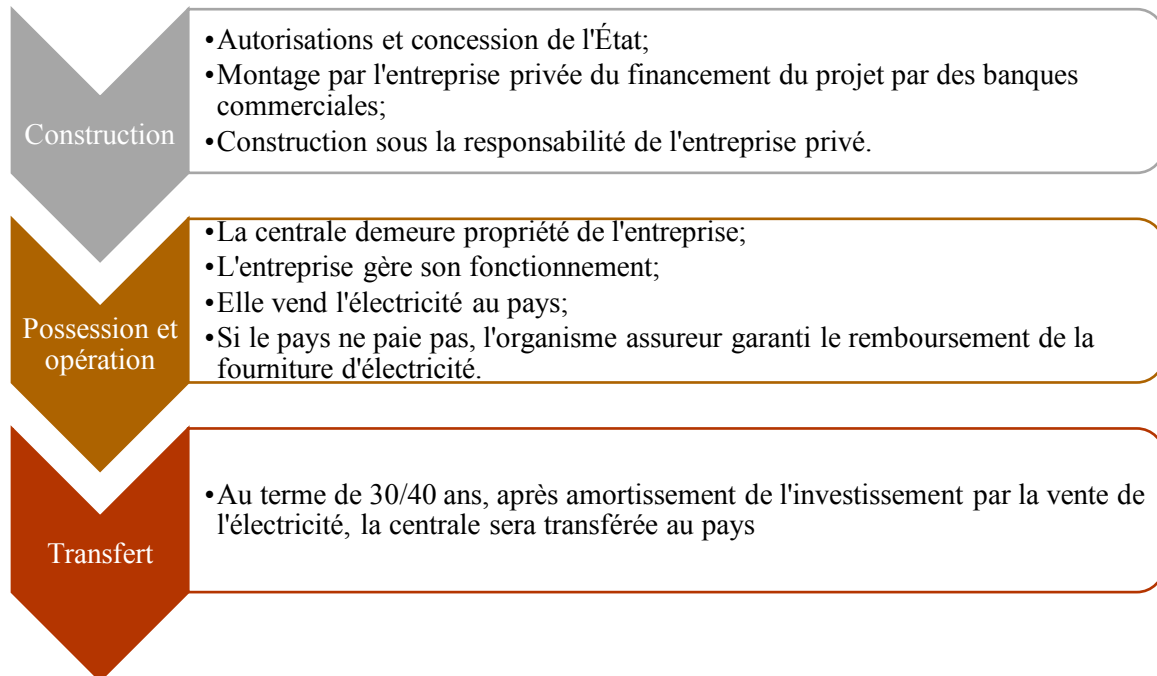 Construction
•Autorisations et concession de l'État;
•Montage par l'entreprise privée du financement du projet par des banques
commerciales;
•Construction sous la responsabilité de l'entreprise privé.
Possession et
opération
•La centrale demeure propriété de l'entreprise;
•L'entreprise gère son fonctionnement;
•Elle vend l'électricité au pays;
•Si le pays ne paie pas, l'organisme assureur garanti le remboursement de la
fourniture d'électricité.
Transfert
•Au terme de 30/40 ans, après amortissement de l'investissement par la vente de
l'électricité, la centrale sera transférée au pays